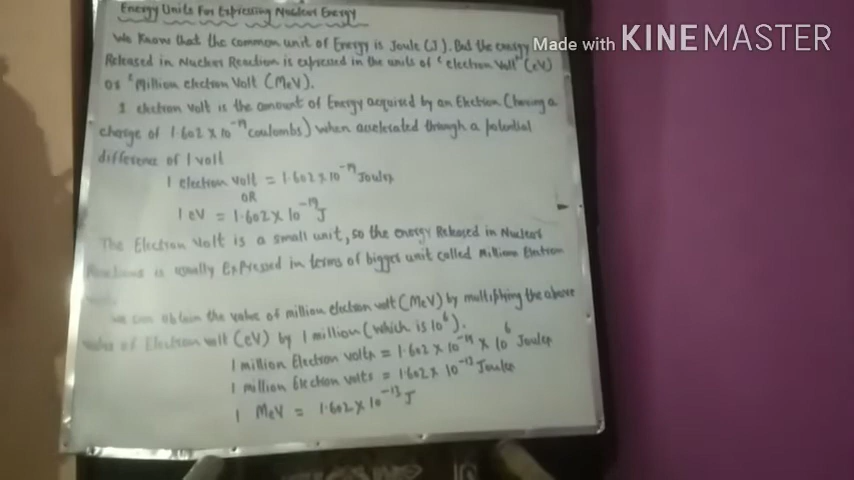 Energy Units For Expressing Nuclear Energy
We Know that the common unit of Energy is Joule (J). But the energy
Released in Nuclear Reaction is expressed in the units of "electron Volt" (eV)
or "Million electron Volt (MeV).
1 electron volt is the amount of Energy acquired by an Electron (having a
charge of 1.602 x 10⁻¹⁹ coulombs) when accelerated through a potential
difference of 1 volt
1 electron volt = 1.602 x 10⁻¹⁹ Joules
OR
1 eV = 1.602 x 10⁻¹⁹ J
The Electron Volt is a small unit, so the energy Released in Nuclear
Reactions is usually Expressed in terms of bigger unit called Million Electron
we can obtain the value of million electron volt (MeV) by multiplying the above
value of Electron volt (eV) by 1 million (which is 10⁶).
1 million Electron volts = 1.602 x 10⁻¹⁹ x 10⁶ Joules
1 million Electron volts = 1.602 x 10⁻¹³ Joules
1 MeV = 1.602 x 10⁻¹³ J
Made with KINEMASTER